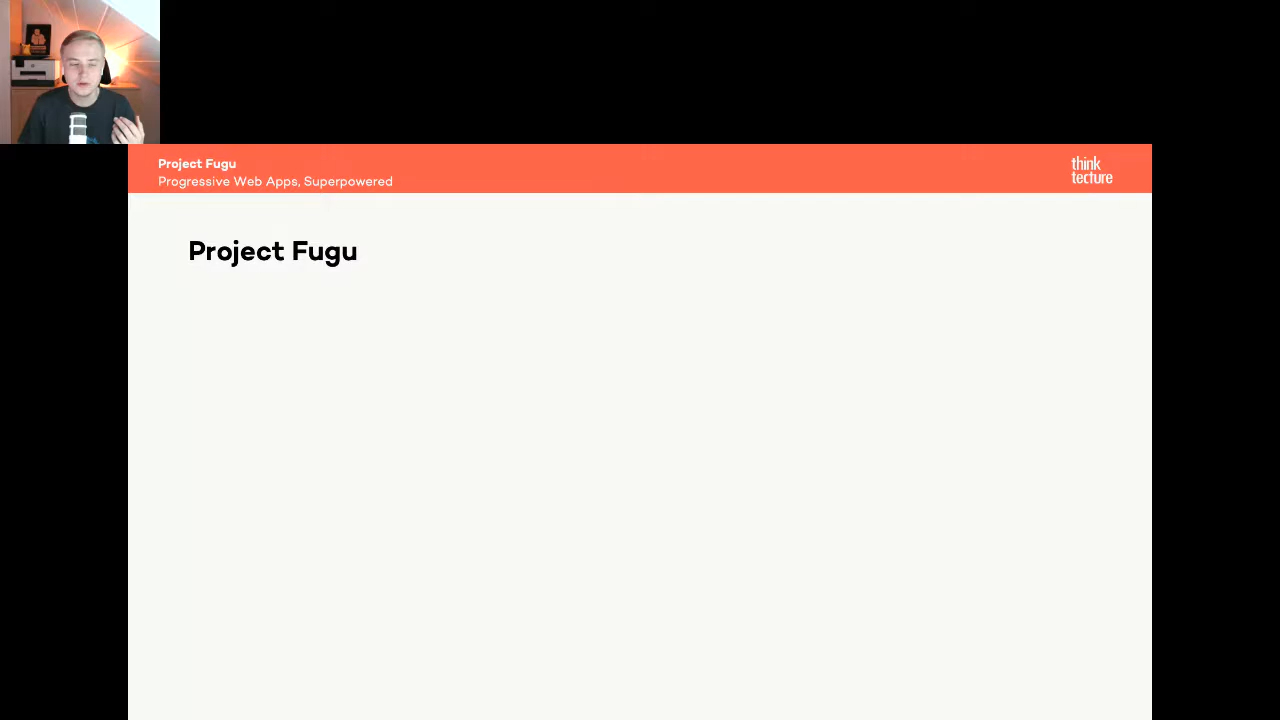 Project Fugu
Progressive Web Apps, Superpowered
think
tecture
Project Fugu